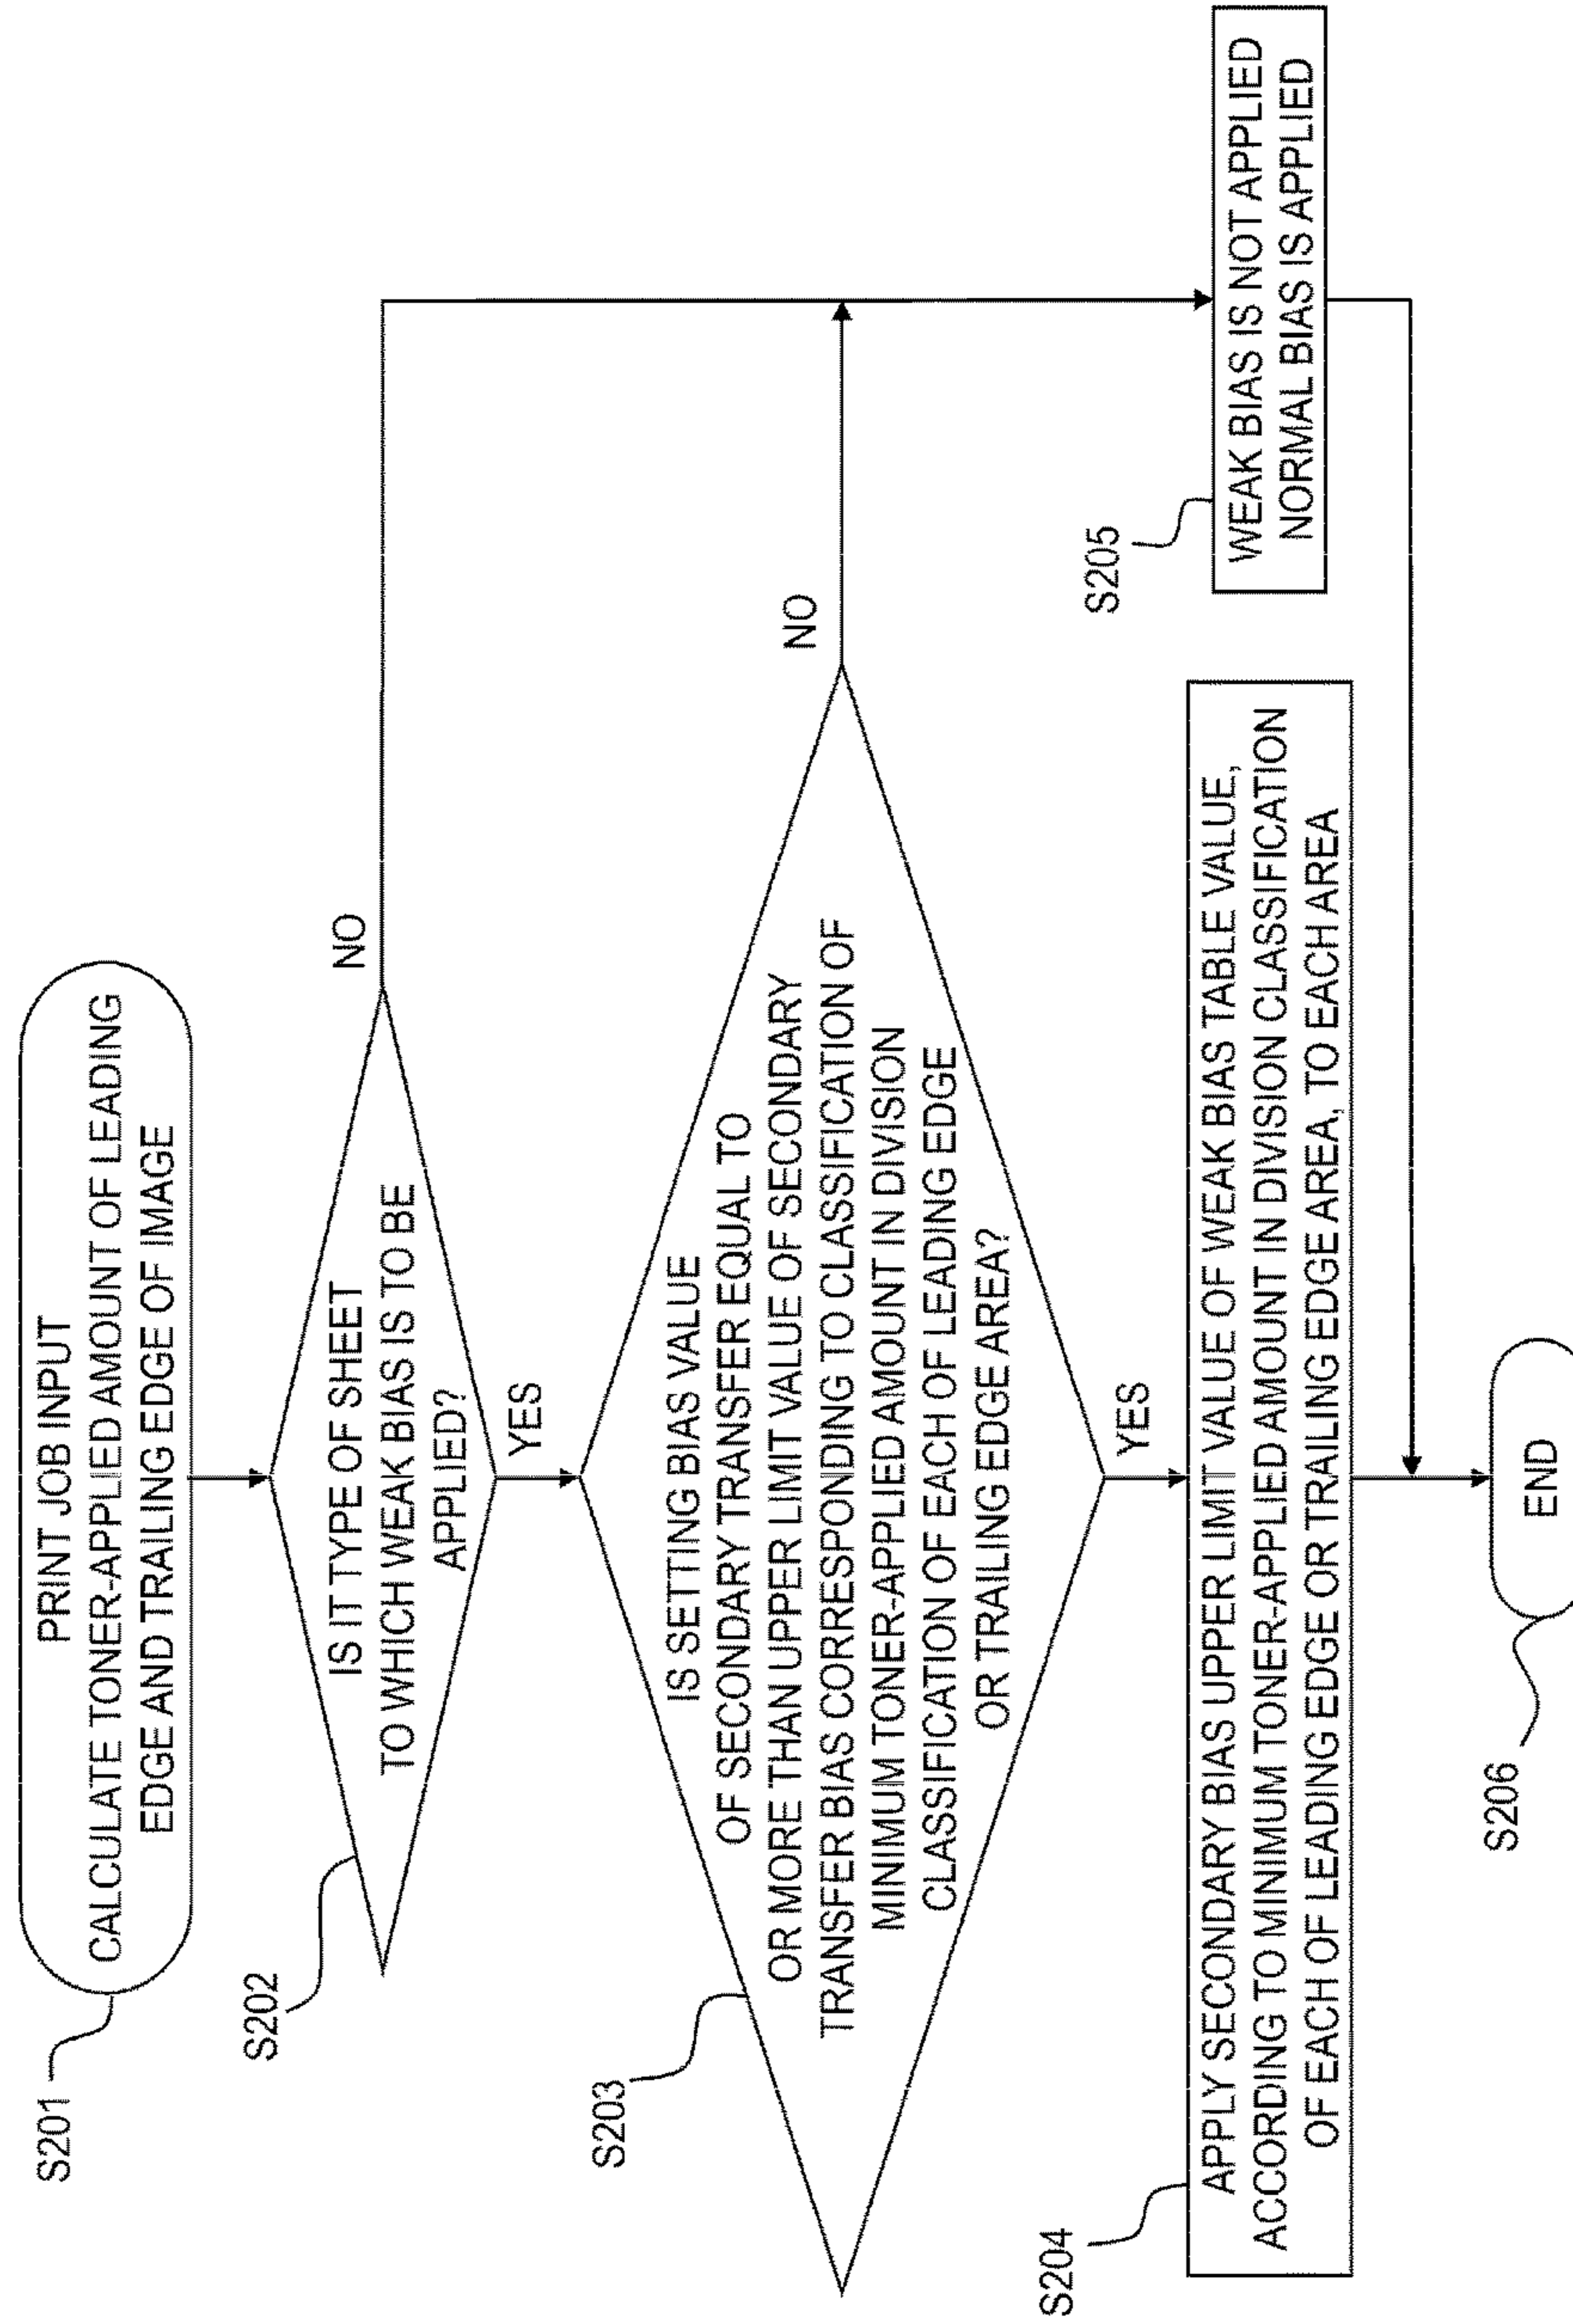 S201
PRINT JOB INPUT
CALCULATE TONER-APPLIED AMOUNT OF LEADING
EDGE AND TRAILING EDGE OF IMAGE
S202
IS IT TYPE OF SHEET
TO WHICH WEAK BIAS IS TO BE
APPLIED?
NO
YES
S203
IS SETTING BIAS VALUE
OF SECONDARY TRANSFER EQUAL TO
OR MORE THAN UPPER LIMIT VALUE OF SECONDARY
TRANSFER BIAS CORRESPONDING TO CLASSIFICATION OF
MINIMUM TONER-APPLIED AMOUNT IN DIVISION
CLASSIFICATION OF EACH OF LEADING EDGE
OR TRAILING EDGE AREA?
NO
YES
S204
APPLY SECONDARY BIAS UPPER LIMIT VALUE OF WEAK BIAS TABLE VALUE,
ACCORDING TO MINIMUM TONER-APPLIED AMOUNT IN DIVISION CLASSIFICATION
OF EACH OF LEADING EDGE OR TRAILING EDGE AREA, TO EACH AREA
S205
WEAK BIAS IS NOT APPLIED
NORMAL BIAS IS APPLIED
S206
END